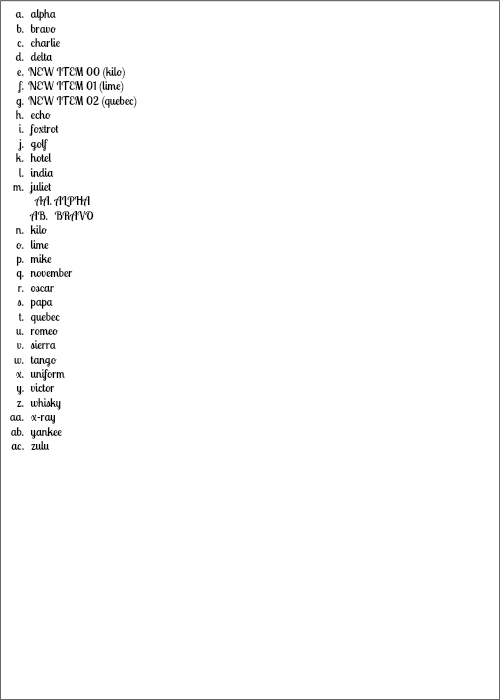 a. alpha
b. bravo
c. charlie
d. delta
e. NEW ITEM 00 (kilo)
f. NEW ITEM 01 (lime)
g. NEW ITEM 02 (quebec)
h. echo
i. foxtrot
j. golf
k. hotel
l. india
m. juliet
AA. ALPHA
AB. BRAVO
n. kilo
o. lime
p. mike
q. november
r. oscar
s. papa
t. quebec
u. romeo
v. sierra
w. tango
x. uniform
y. victor
z. whisky
aa. x-ray
ab. yankee
ac. zulu